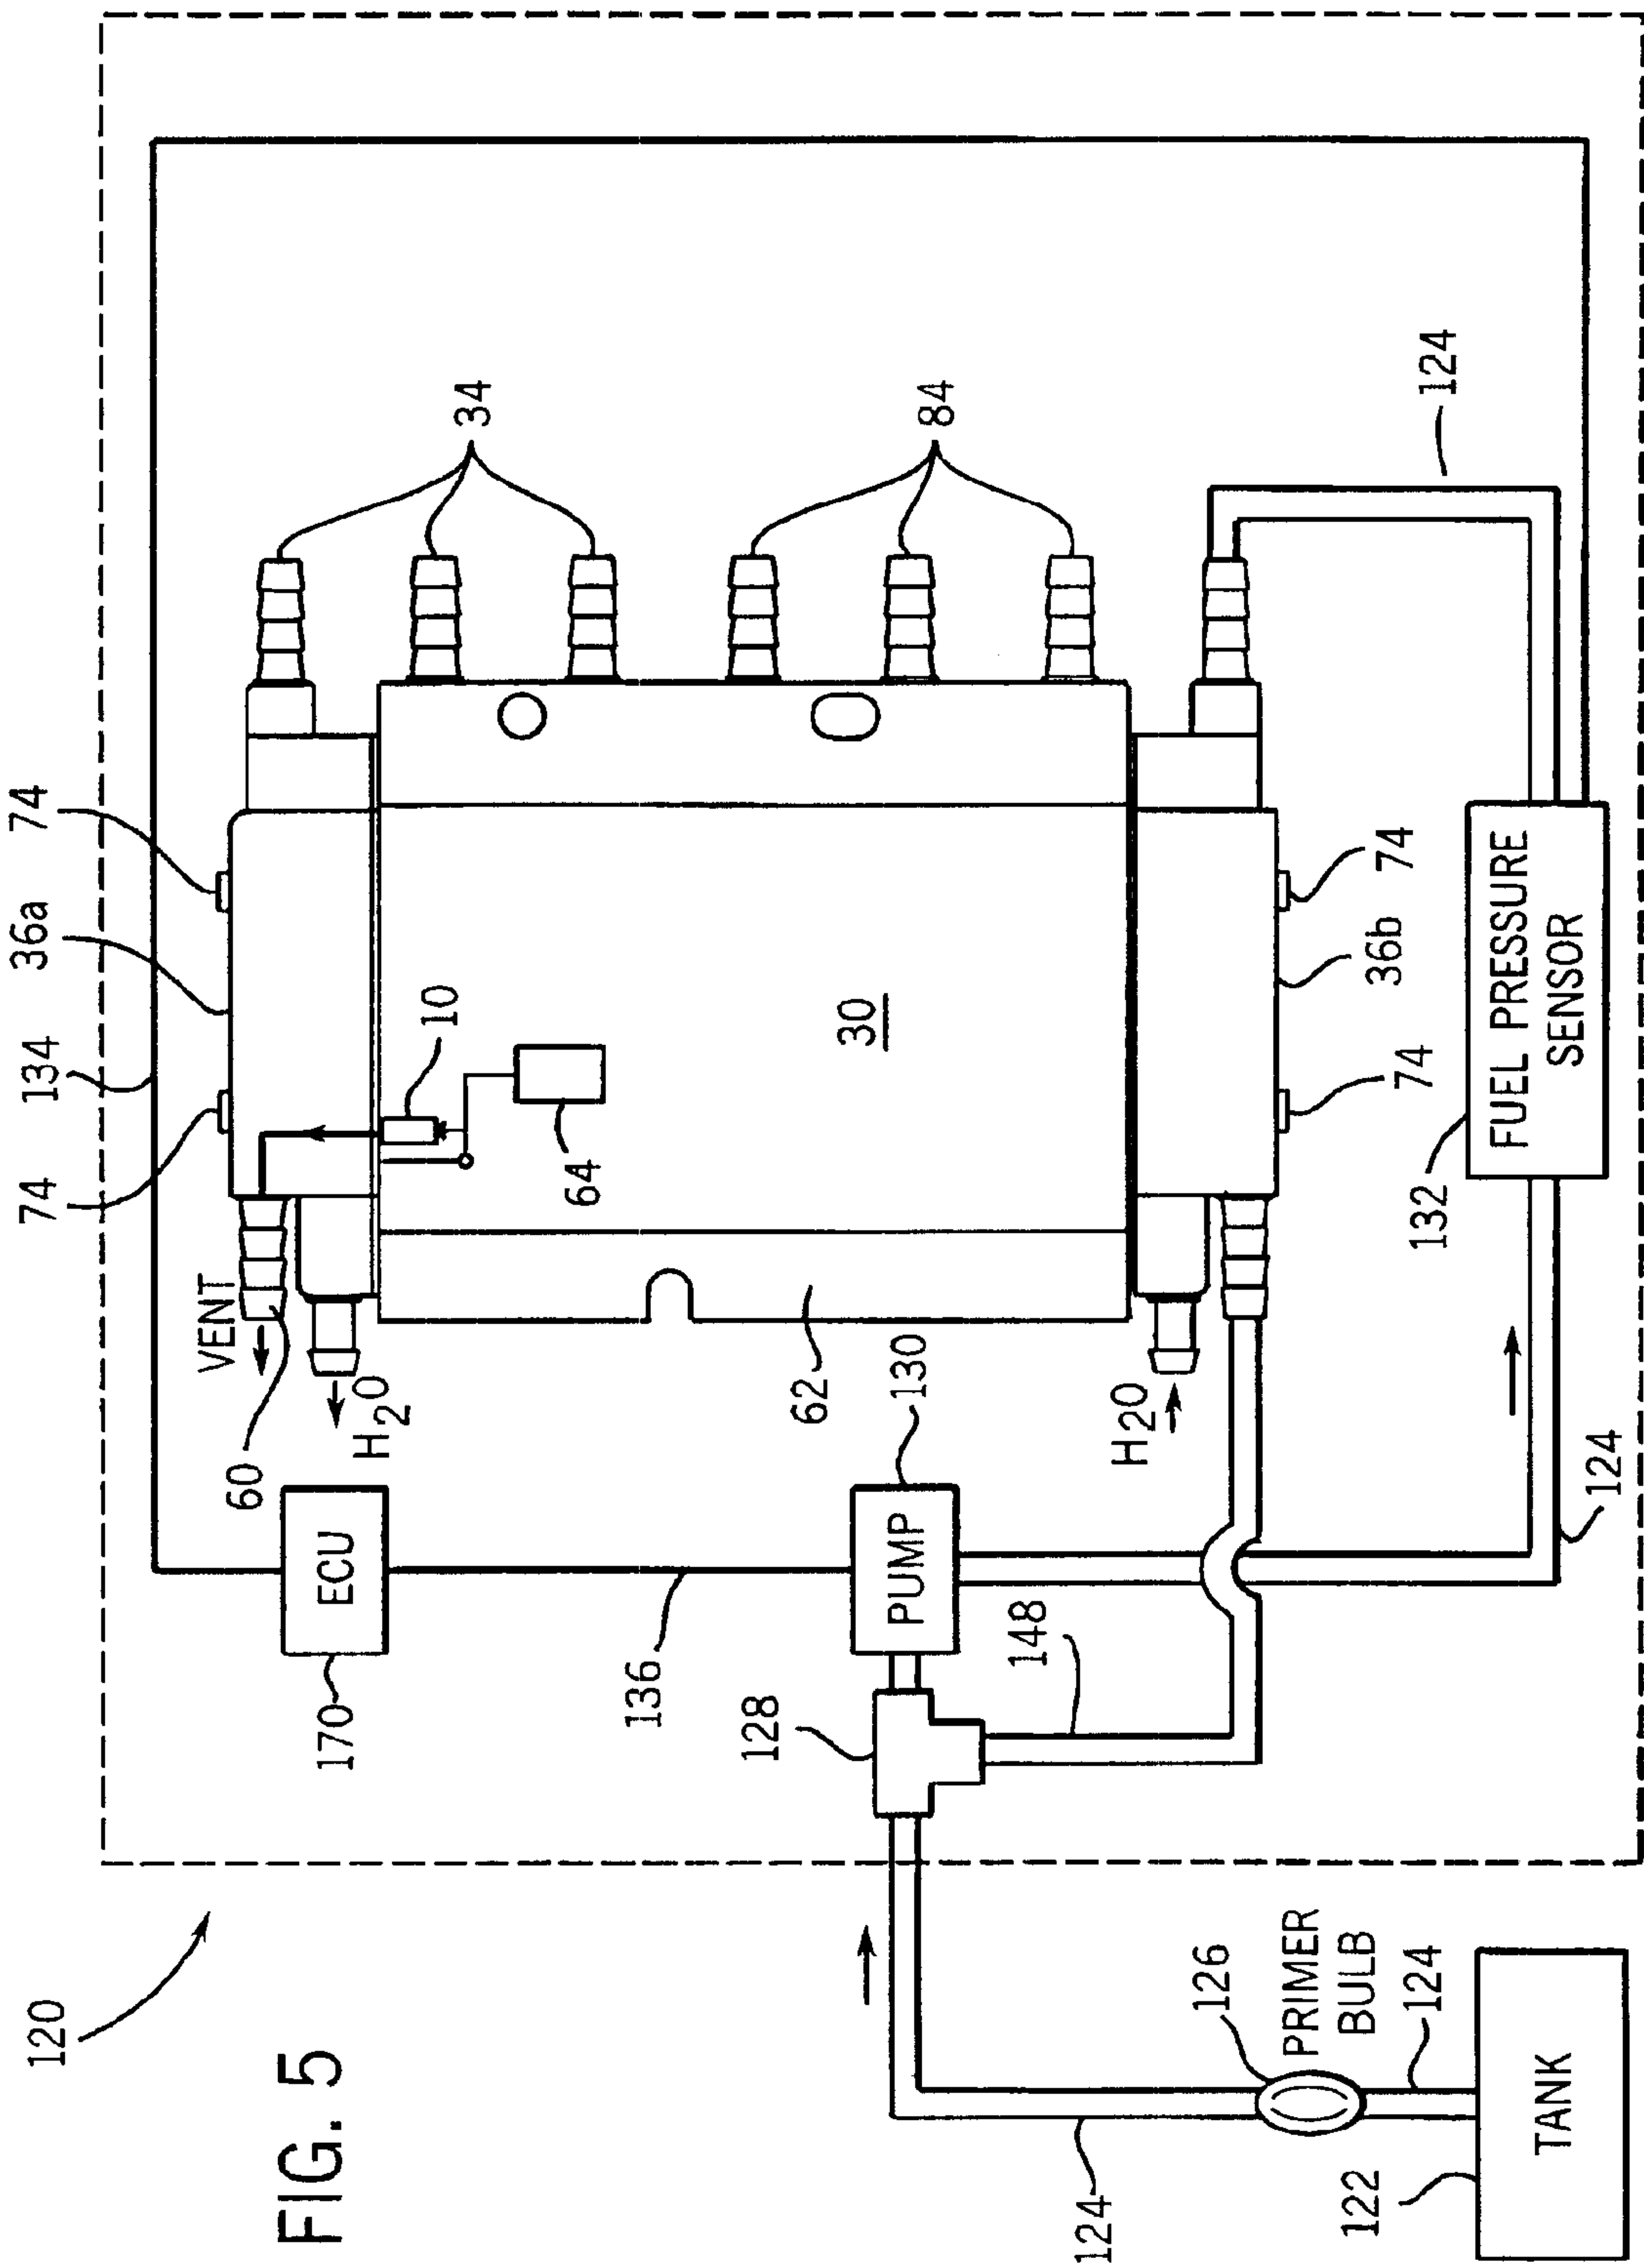 FIG. 5
120
74
36a
134
74
34
84
124
VENT
60
H2O
10
64
30
62
H2O
74
36b
74
ECU
170
136
PUMP
130
128
148
FUEL PRESSURE
SENSOR
132
124
126
PRIMER
BULB
124
124
TANK
122